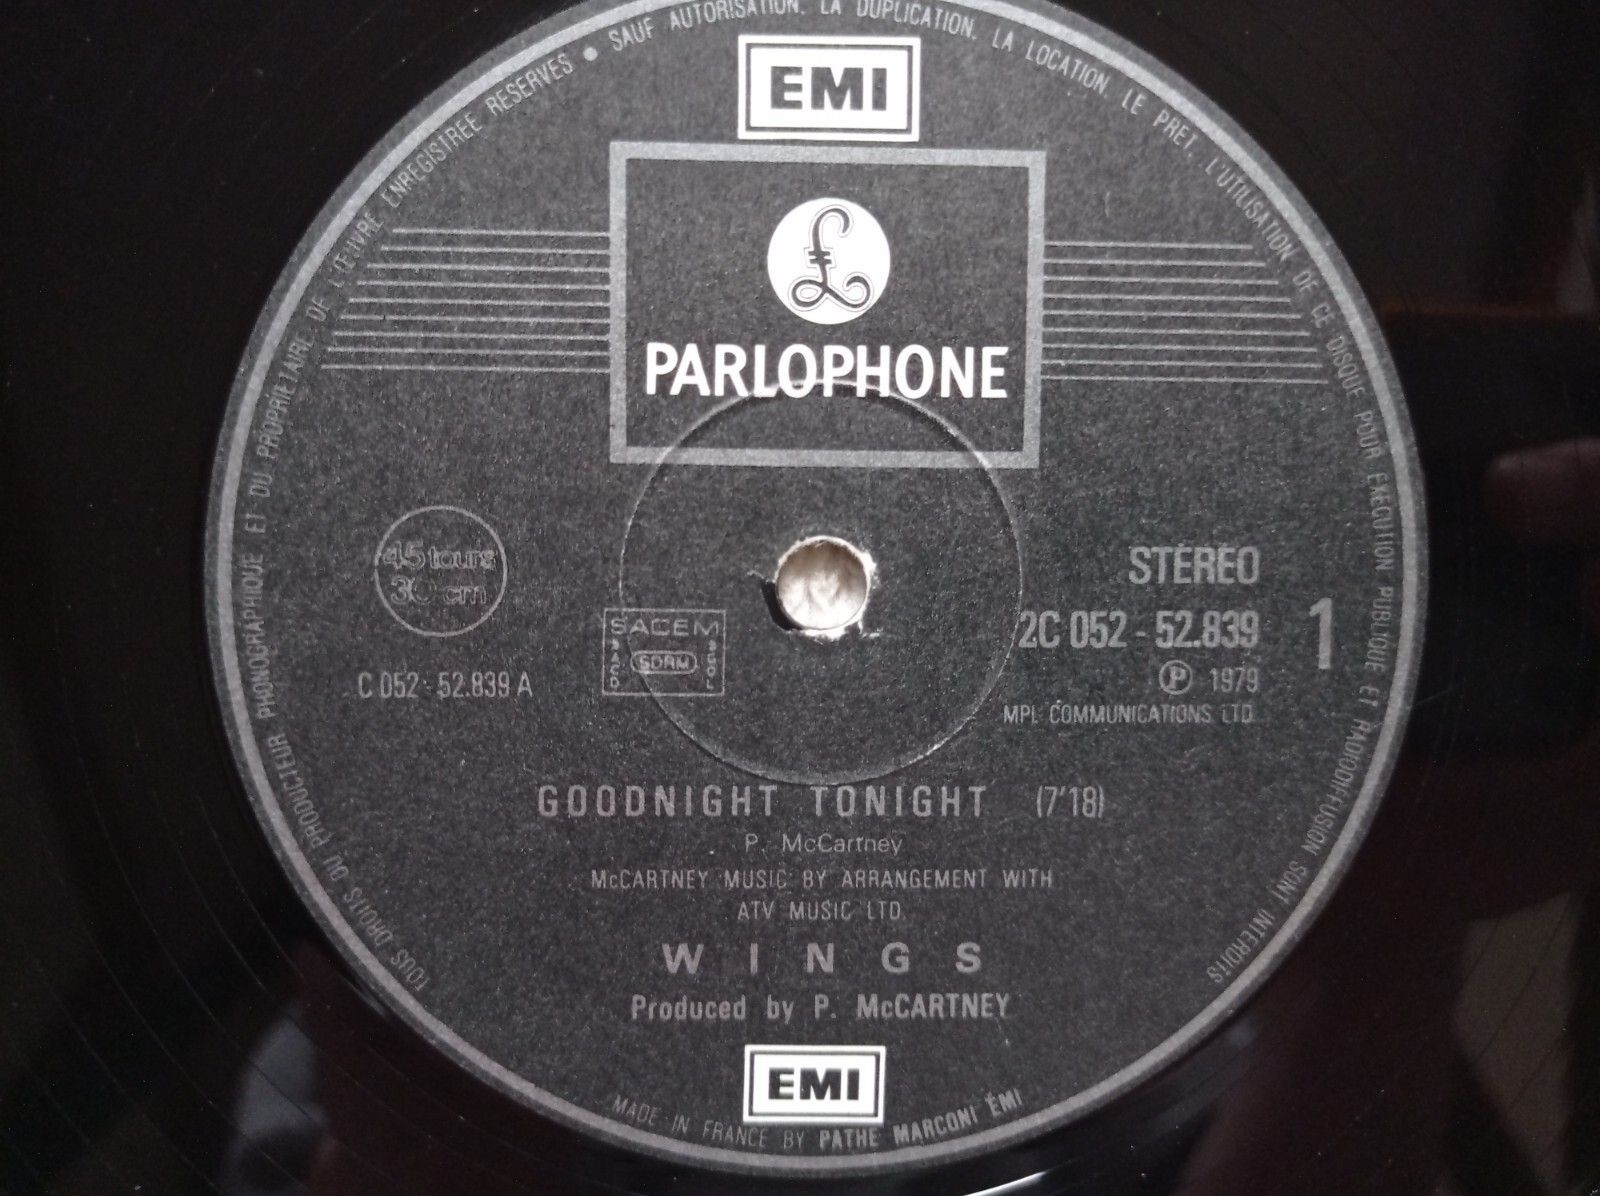 TOUS DROITS DU PRODUCTEUR PHONOGRAPHIQUE ET DU PROPRIETAIRE DE L'ŒUVRE ENREGISTREE RESERVES • SAUF AUTORISATION, LA DUPLICATION, LA LOCATION, LE PRET, L'UTILISATION DE CE DISQUE POUR EXECUTION PUBLIQUE ET RADIODIFFUSION SONT INTERDITS
EMI
£
PARLOPHONE
45 tours
30 cm
C 052 - 52.839 A
SACEM
SACD
SDRM
SGDL
STEREO
2C 052 - 52.839
1
℗ 1979
MPL COMMUNICATIONS LTD
GOODNIGHT TONIGHT (7'18)
P. McCartney
McCARTNEY MUSIC BY ARRANGEMENT WITH
ATV MUSIC LTD.
WINGS
Produced by P. McCARTNEY
EMI
MADE IN FRANCE BY PATHE MARCONI EMI